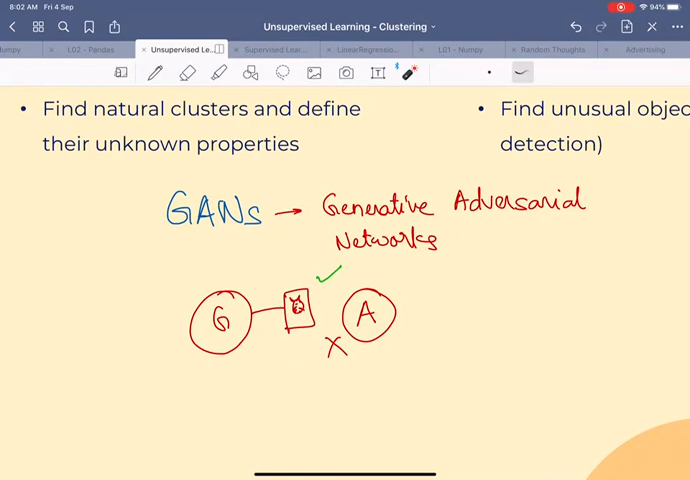 8:02 AM Fri 4 Sep
94%
Unsupervised Learning - Clustering
umpy
L02 - Pandas
Unsupervised Le...
Supervised Lear...
LinearRegressio...
L01 - Numpy
Random Thoughts
Advertising
T
• Find natural clusters and define
their unknown properties
• Find unusual objec
detection)
GANs → Generative Adversarial
Networks
G
A
X